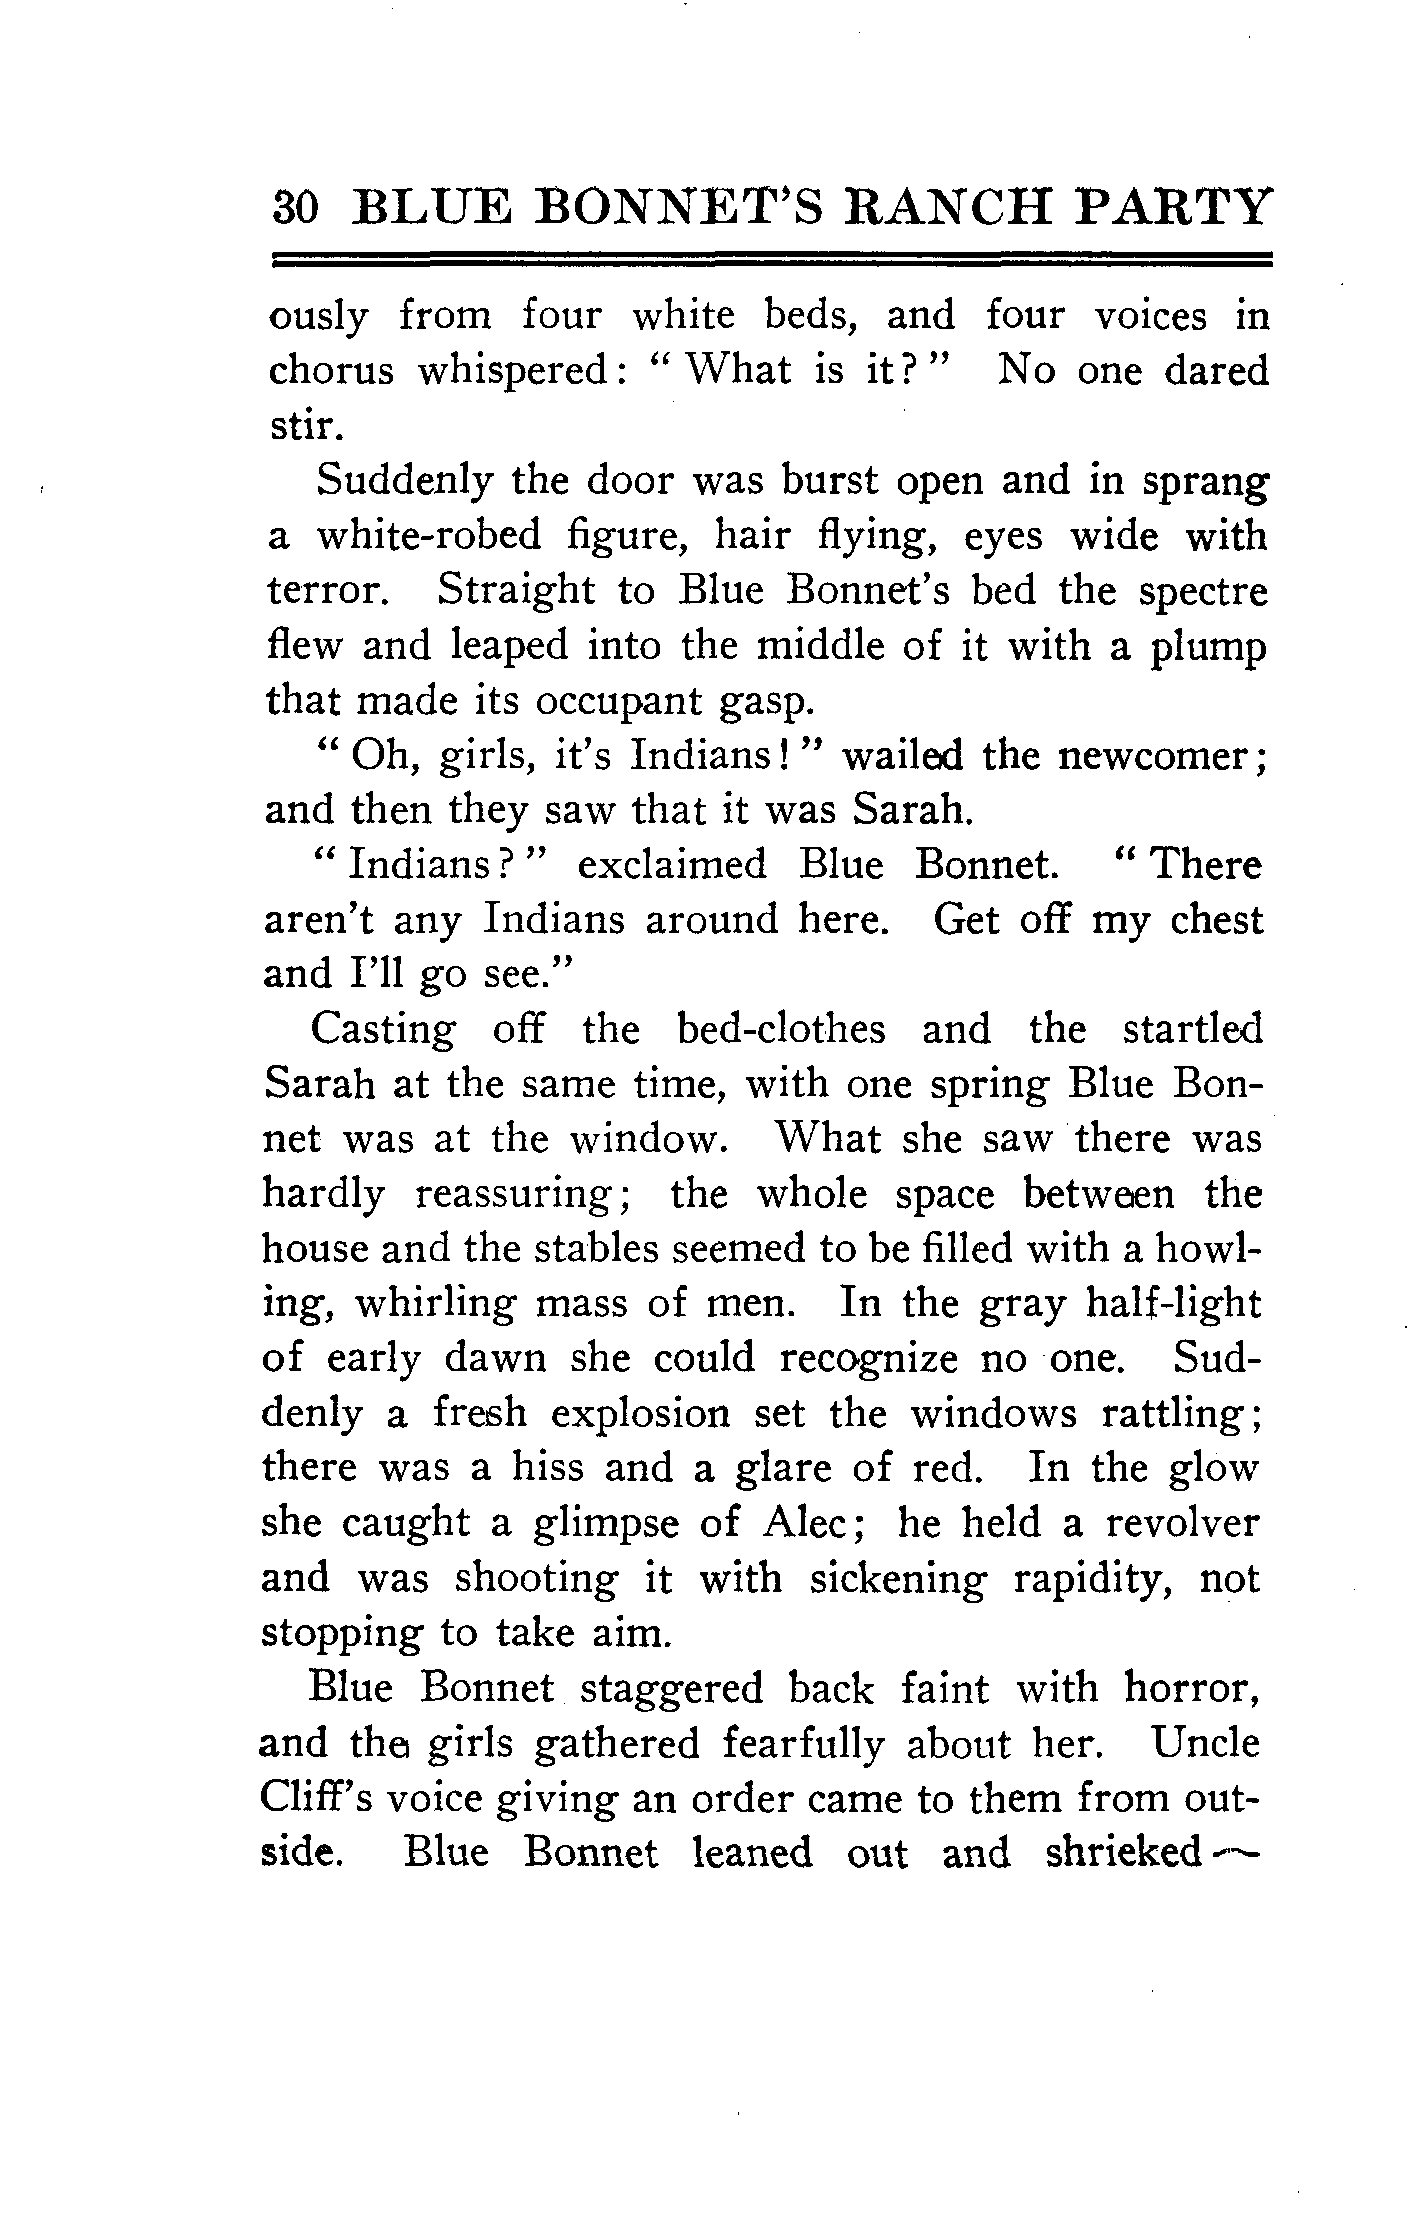 30 BLUE BONNET'S RANCH PARTY
ously from four white beds, and four voices in
chorus whispered: " What is it? " No one dared
stir.
Suddenly the door was burst open and in sprang
a white-robed figure, hair flying, eyes wide with
terror. Straight to Blue Bonnet's bed the spectre
flew and leaped into the middle of it with a plump
that made its occupant gasp.
" Oh, girls, it's Indians! " wailed the newcomer;
and then they saw that it was Sarah.
" Indians? " exclaimed Blue Bonnet. " There
aren't any Indians around here. Get off my chest
and I'll go see."
Casting off the bed-clothes and the startled
Sarah at the same time, with one spring Blue Bon-
net was at the window. What she saw there was
hardly reassuring; the whole space between the
house and the stables seemed to be filled with a howl-
ing, whirling mass of men. In the gray half-light
of early dawn she could recognize no one. Sud-
denly a fresh explosion set the windows rattling;
there was a hiss and a glare of red. In the glow
she caught a glimpse of Alec; he held a revolver
and was shooting it with sickening rapidity, not
stopping to take aim.
Blue Bonnet staggered back faint with horror,
and the girls gathered fearfully about her. Uncle
Cliff's voice giving an order came to them from out-
side. Blue Bonnet leaned out and shrieked —